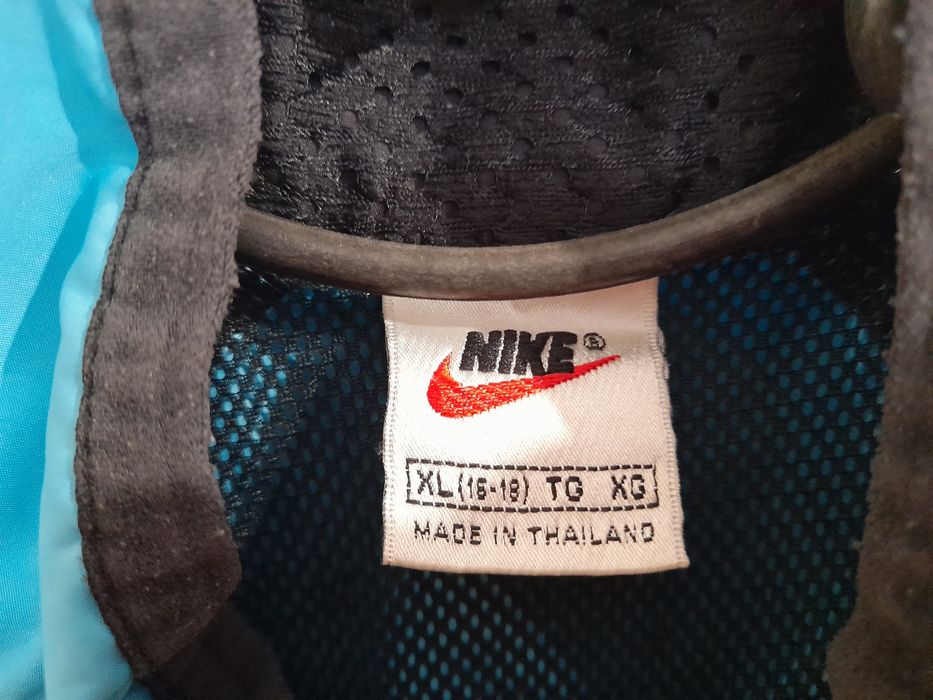 NIKE®
XL (16-18) TG XG
MADE IN THAILAND